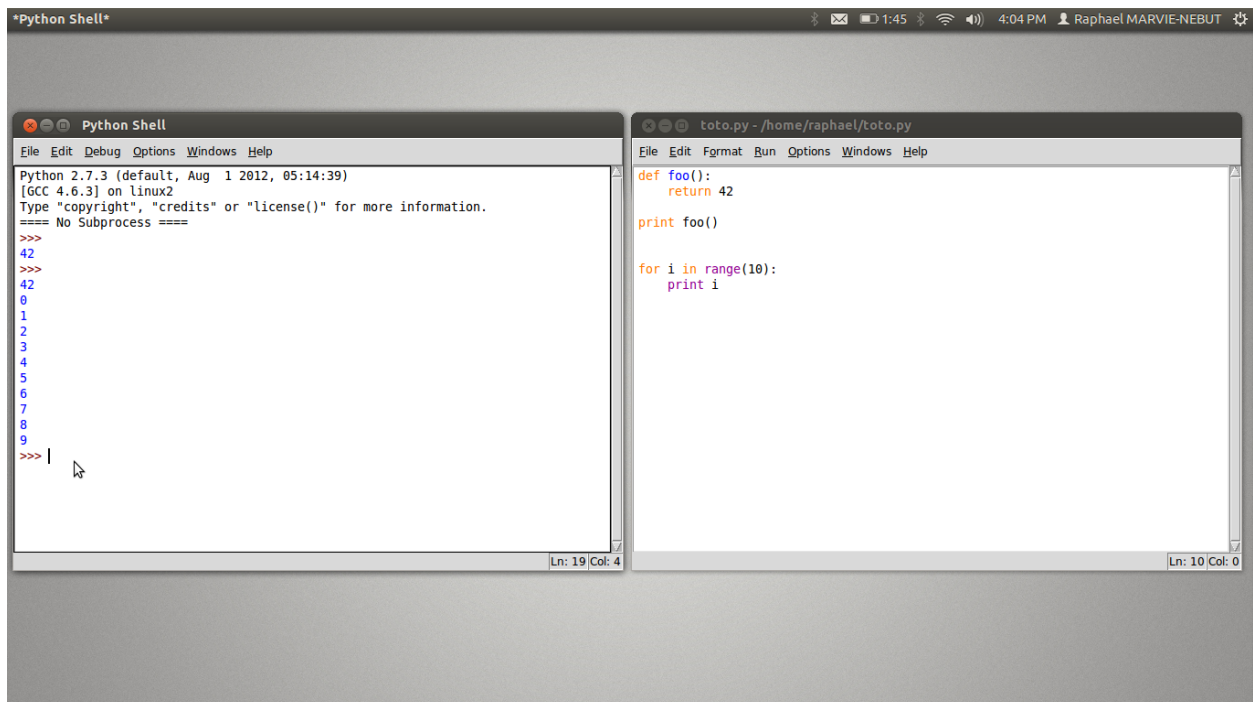 *Python Shell*
1:45 4:04 PM Raphael MARVIE-NEBUT
Python Shell
File Edit Debug Options Windows Help
Python 2.7.3 (default, Aug  1 2012, 05:14:39)
[GCC 4.6.3] on linux2
Type "copyright", "credits" or "license()" for more information.
==== No Subprocess ====
>>>
42
>>>
42
0
1
2
3
4
5
6
7
8
9
>>>
Ln: 19 Col: 4
toto.py - /home/raphael/toto.py
File Edit Format Run Options Windows Help
def foo():
    return 42
print foo()
for i in range(10):
    print i
Ln: 10 Col: 0